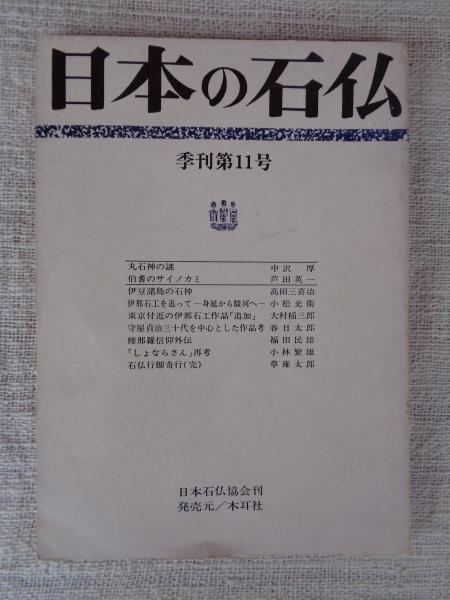 日本の石仏
季刊第11号
丸石神の謎 中沢 厚
伯耆のサイノカミ 芦田英一
伊豆諸島の石神 高田三喜治
伊那石工を追って―身延から駿河へ― 小松光衛
東京付近の伊那石工作品「追加」 大村稲三郎
守屋貞治三十代を中心とした作品考 春日太郎
修那羅信仰外伝 福田民雄
「しょならさん」再考 小林繁雄
石仏行脚奇行(完) 草薙太郎
日本石仏協会刊
発売元/木耳社